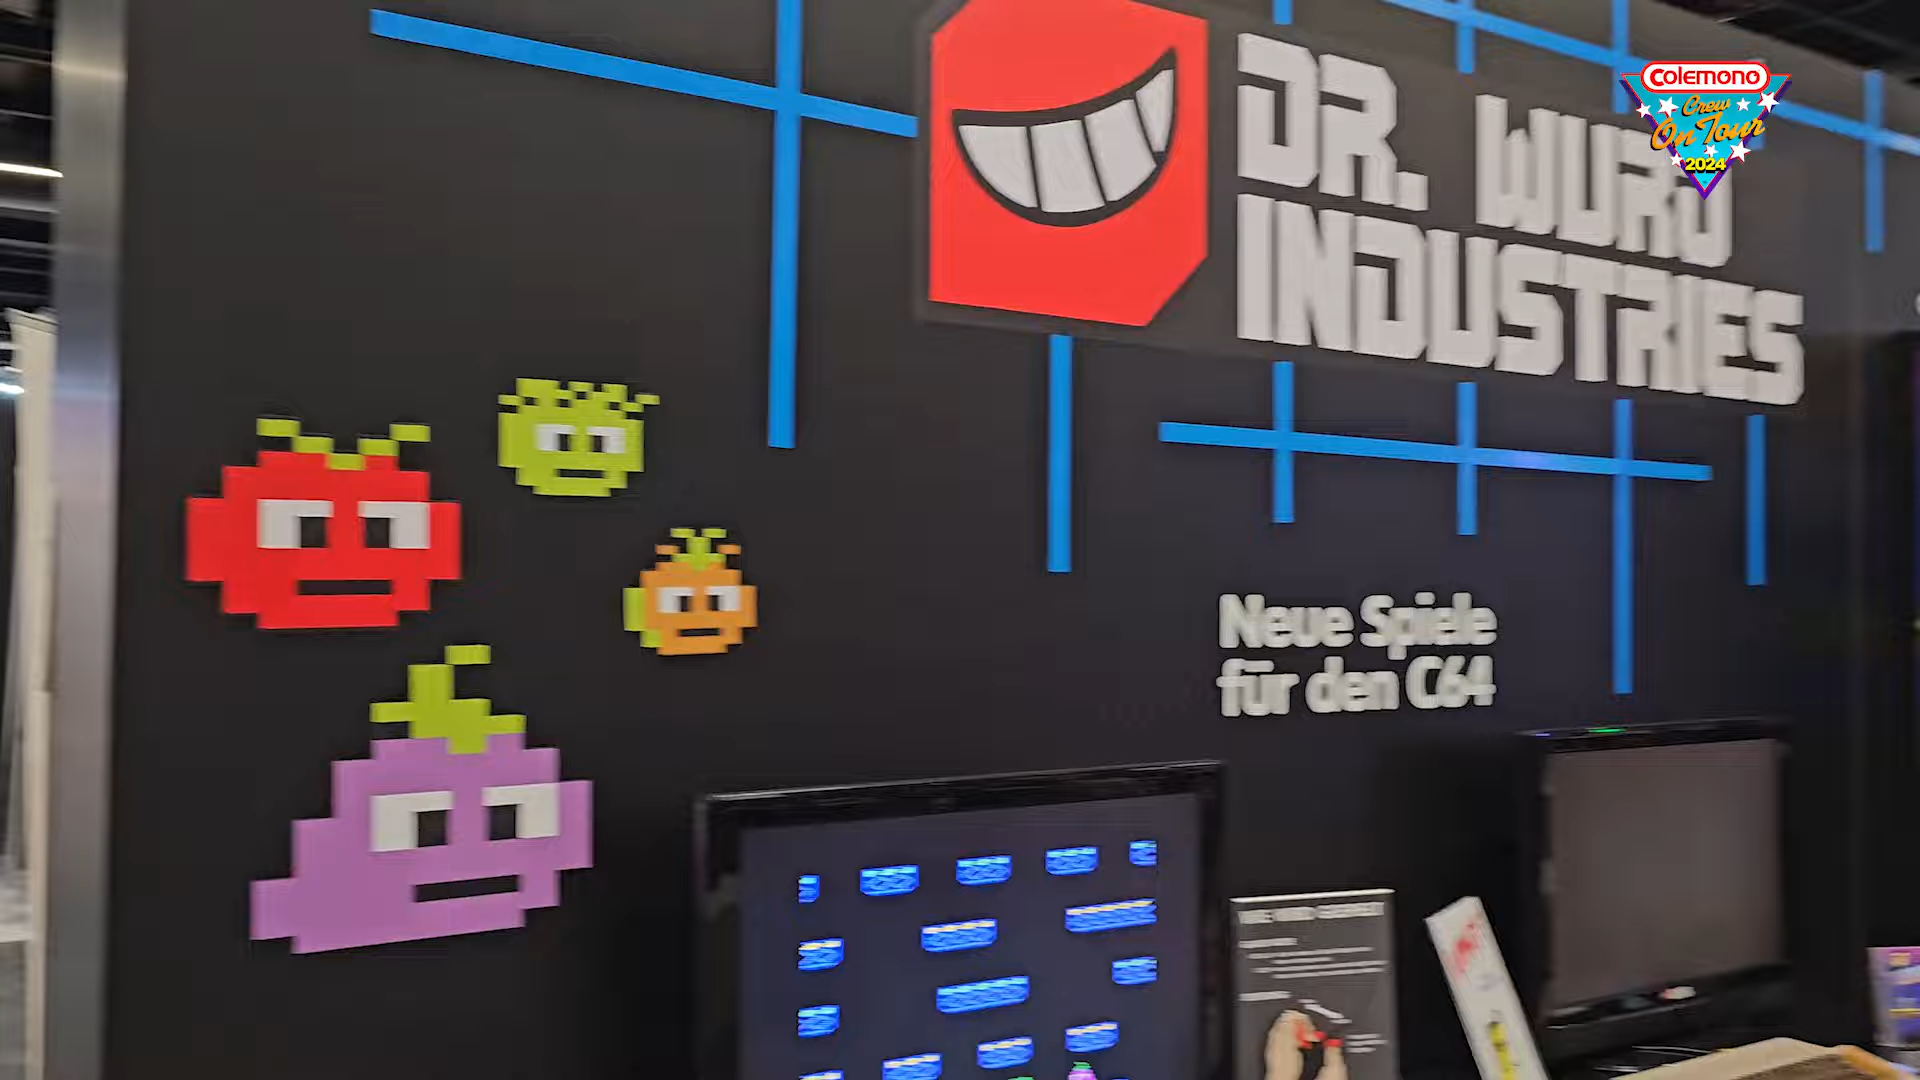 Colemono
Crew
On Tour
2024
DR. WURO
INDUSTRIES
Neue Spiele
für den C64